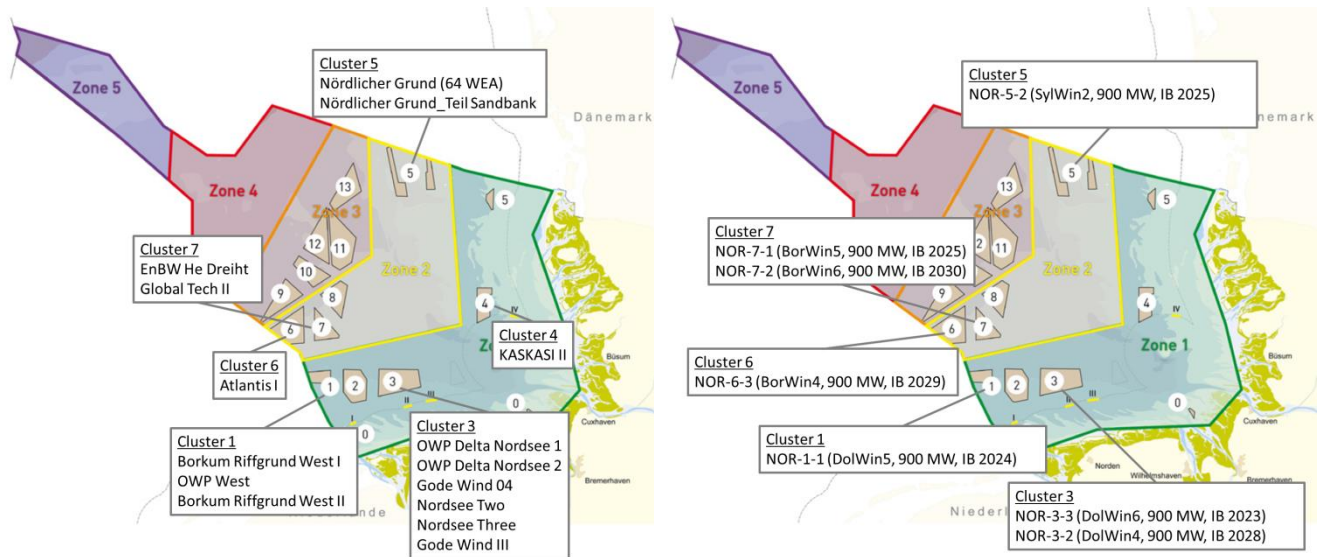 Zone 5
Cluster 5
Nördlicher Grund (64 WEA)
Nördlicher Grund_Teil Sandbank
Dänemark
Zone 4
5
13
5
Zone 3
Cluster 7
EnBW He Dreiht
Global Tech II
12
11
10
Zone 2
9
8
4
IV
6
7
Cluster 4
KASKASI II
Büsum
Cluster 6
Atlantis I
1
2
3
II
III
0
I
0
Cuxhaven
Cluster 1
Borkum Riffgrund West I
OWP West
Borkum Riffgrund West II
Cluster 3
OWP Delta Nordsee 1
OWP Delta Nordsee 2
Gode Wind 04
Nordsee Two
Nordsee Three
Gode Wind III
Bremerhaven
Zone 5
Cluster 5
NOR-5-2 (SylWin2, 900 MW, IB 2025)
Dänemark
Zone 4
5
13
5
Zone 3
Cluster 7
NOR-7-1 (BorWin5, 900 MW, IB 2025)
NOR-7-2 (BorWin6, 900 MW, IB 2030)
11
Zone 2
9
8
4
IV
6
7
Zone 1
Büsum
Cluster 6
NOR-6-3 (BorWin4, 900 MW, IB 2029)
1
2
3
II
III
0
I
Cuxhaven
Cluster 1
NOR-1-1 (DolWin5, 900 MW, IB 2024)
Norden
Wilhelmshaven
Bremerhaven
Cluster 3
NOR-3-3 (DolWin6, 900 MW, IB 2023)
NOR-3-2 (DolWin4, 900 MW, IB 2028)